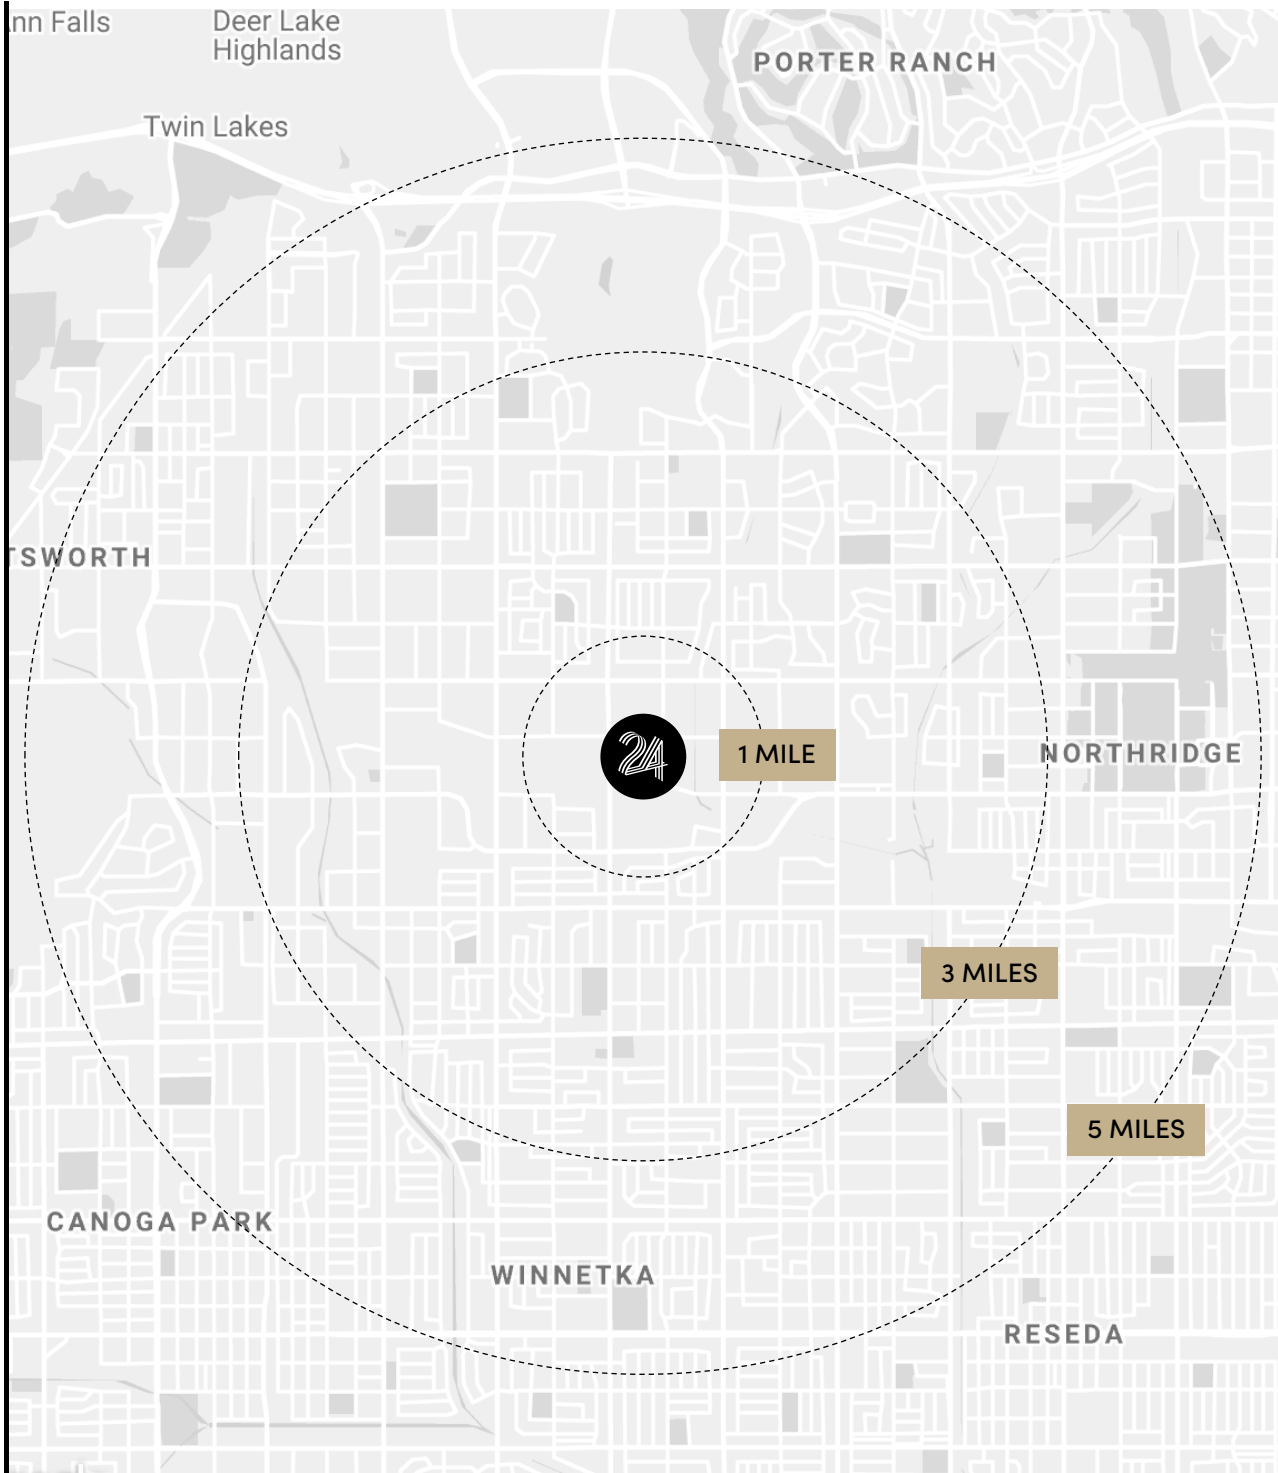 nn Falls
Deer Lake
Highlands
PORTER RANCH
Twin Lakes
TSWORTH
24
1 MILE
NORTHRIDGE
3 MILES
5 MILES
CANOGA PARK
WINNETKA
RESEDA